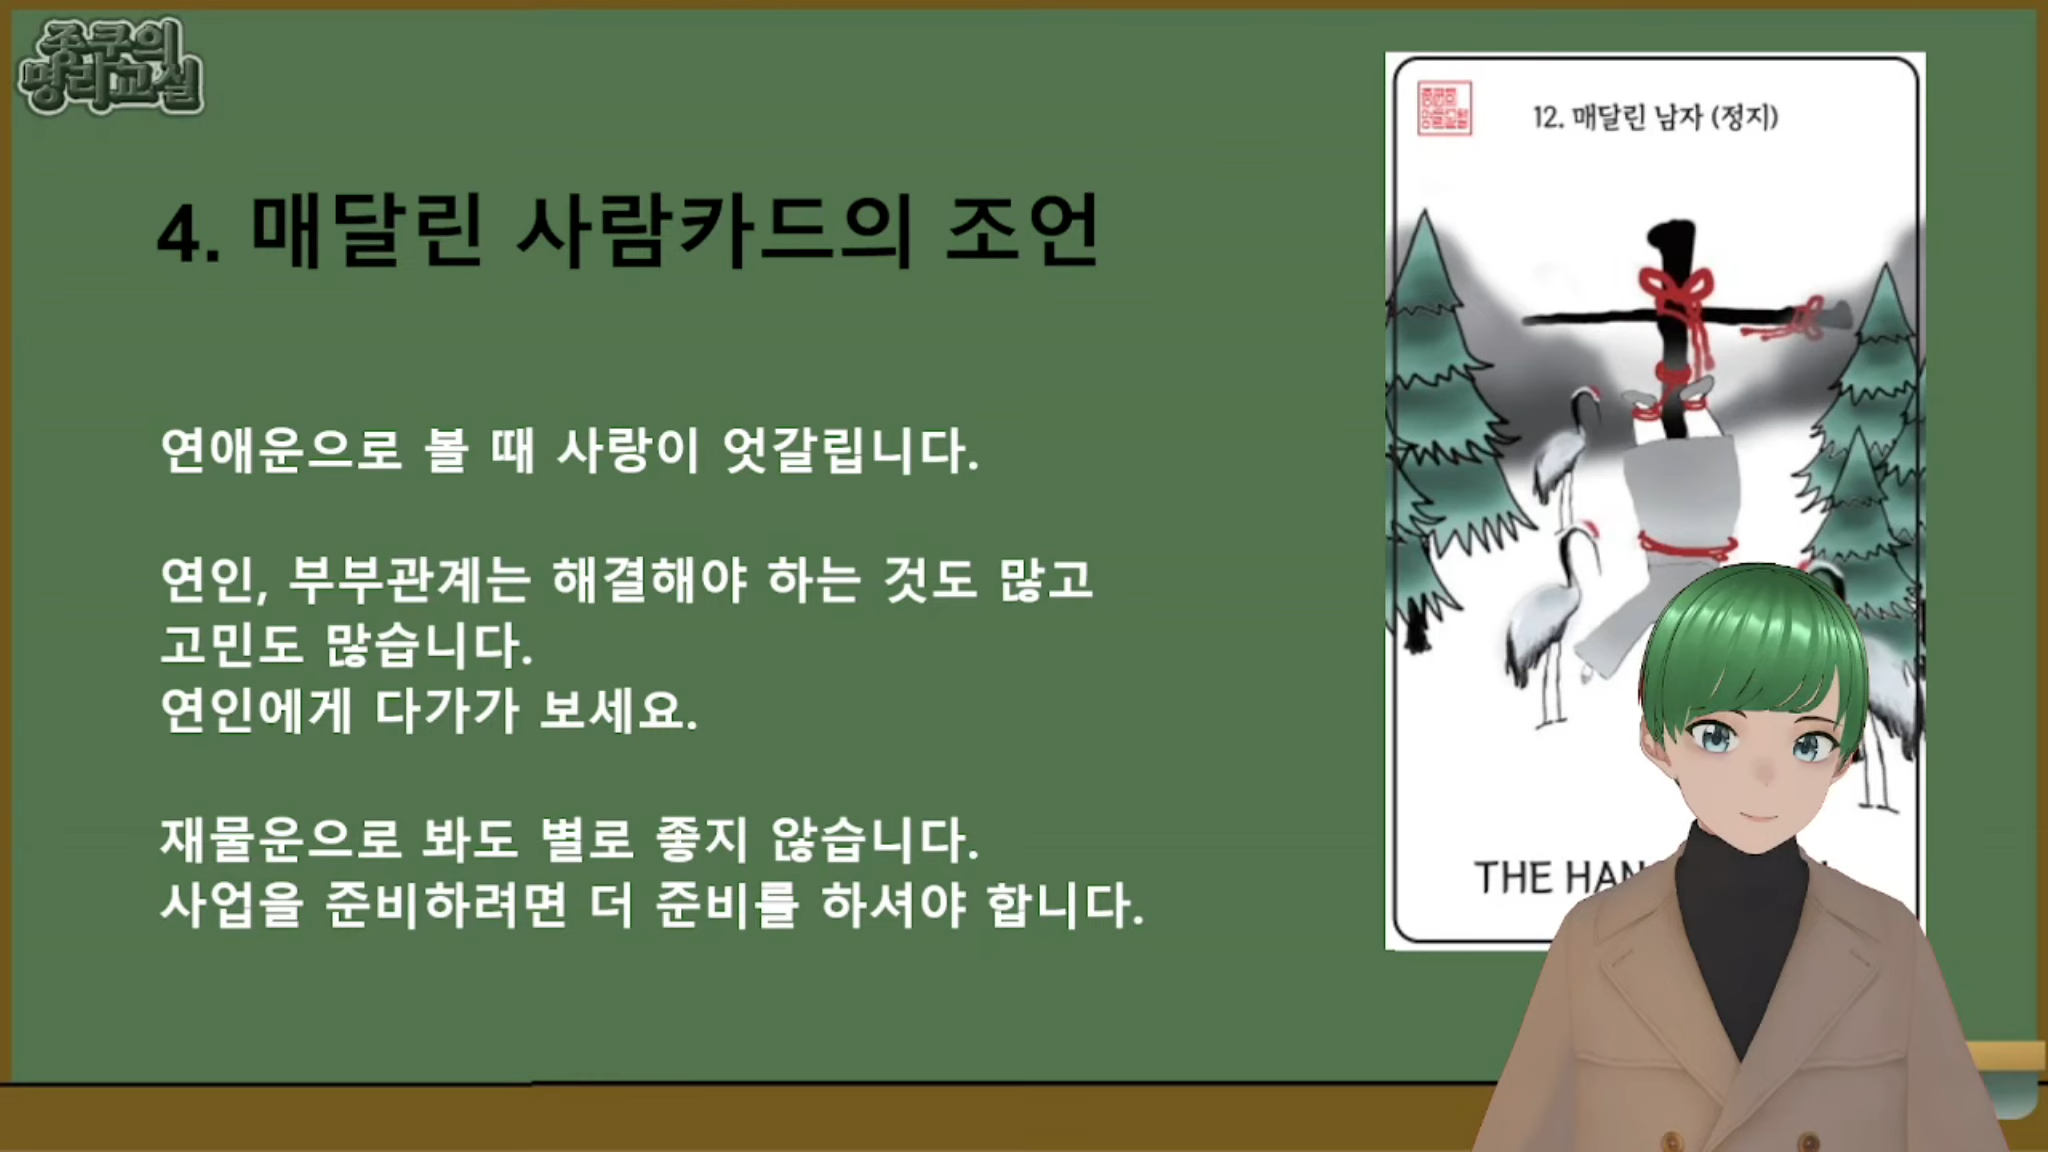 종쿠의
명리교실
12. 매달린 남자 (정지)
4. 매달린 사람카드의 조언
연애운으로 볼 때 사랑이 엇갈립니다.
연인, 부부관계는 해결해야 하는 것도 많고
고민도 많습니다.
연인에게 다가가 보세요.
재물운으로 봐도 별로 좋지 않습니다.
사업을 준비하려면 더 준비를 하셔야 합니다.
THE HAN